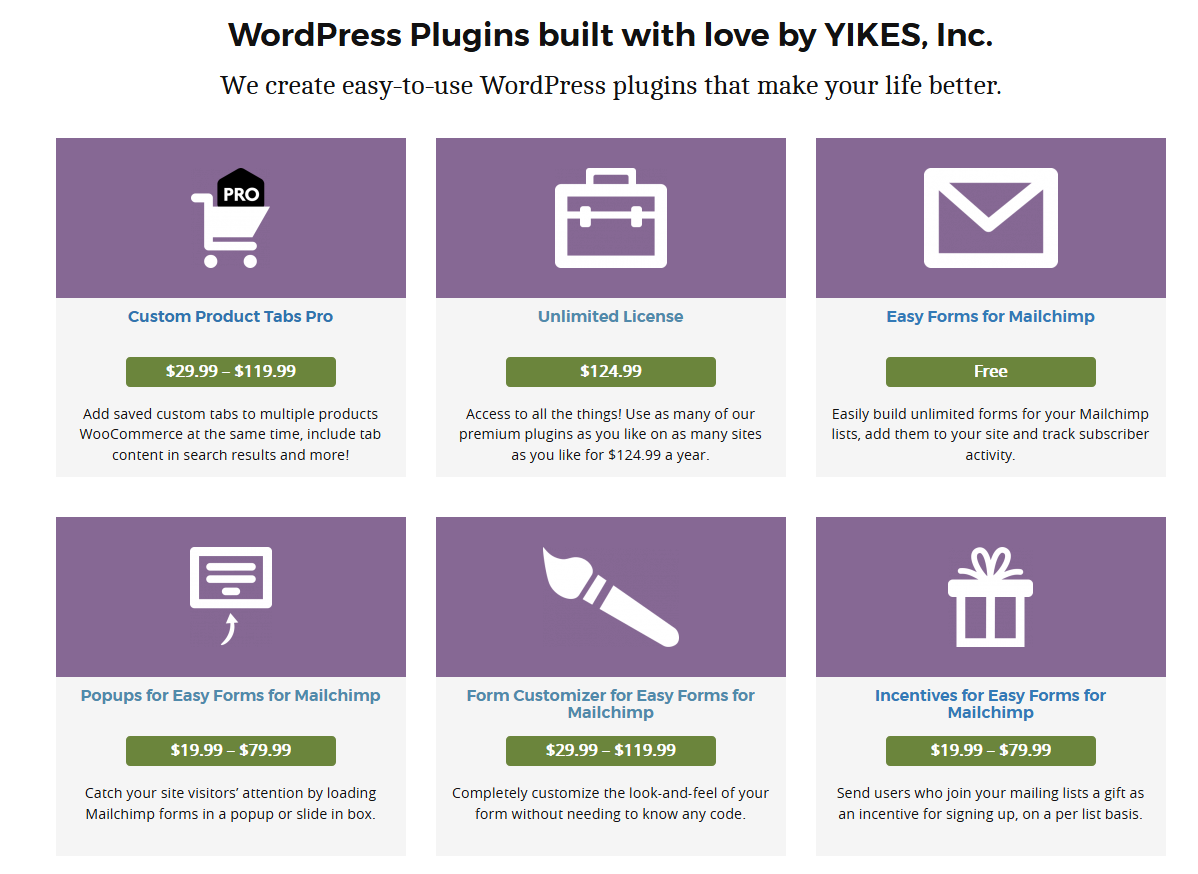 WordPress Plugins built with love by YIKES, Inc.
We create easy-to-use WordPress plugins that make your life better.
PRO
Custom Product Tabs Pro
$29.99 – $119.99
Add saved custom tabs to multiple products
WooCommerce at the same time, include tab
content in search results and more!
Unlimited License
$124.99
Access to all the things! Use as many of our
premium plugins as you like on as many sites
as you like for $124.99 a year.
Easy Forms for Mailchimp
Free
Easily build unlimited forms for your Mailchimp
lists, add them to your site and track subscriber
activity.
Popups for Easy Forms for Mailchimp
$19.99 – $79.99
Catch your site visitors’ attention by loading
Mailchimp forms in a popup or slide in box.
Form Customizer for Easy Forms for
Mailchimp
$29.99 – $119.99
Completely customize the look-and-feel of your
form without needing to know any code.
Incentives for Easy Forms for
Mailchimp
$19.99 – $79.99
Send users who join your mailing lists a gift as
an incentive for signing up, on a per list basis.